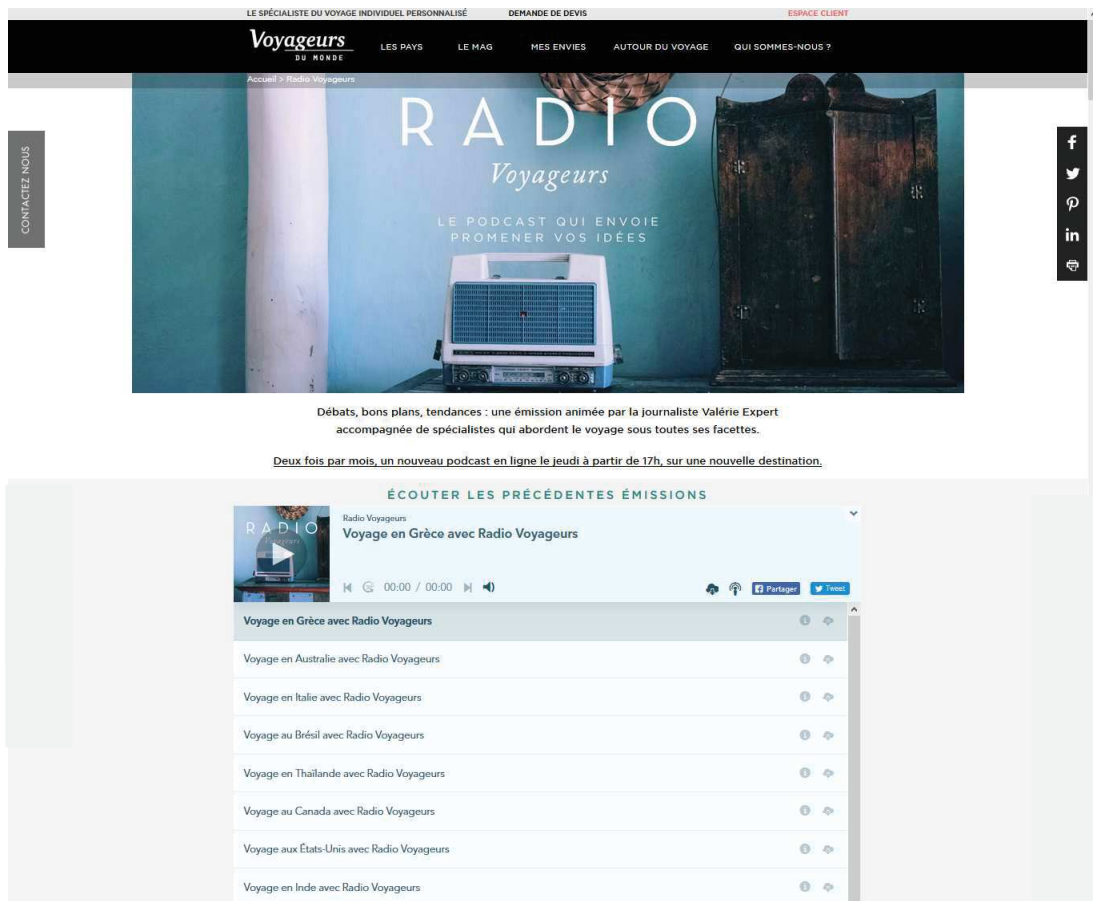 LE SPÉCIALISTE DU VOYAGE INDIVIDUEL PERSONNALISÉ DEMANDE DE DEVIS ESPACE CLIENT
Voyageurs
DU MONDE
LES PAYS LE MAG MES ENVIES AUTOUR DU VOYAGE QUI SOMMES-NOUS ?
Accueil > Radio Voyageurs
RADIO
Voyageurs
LE PODCAST QUI ENVOIE
PROMENER VOS IDÉES
CONTACTEZ NOUS
Débats, bons plans, tendances : une émission animée par la journaliste Valérie Expert
accompagnée de spécialistes qui abordent le voyage sous toutes ses facettes.
Deux fois par mois, un nouveau podcast en ligne le jeudi à partir de 17h, sur une nouvelle destination.
ÉCOUTER LES PRÉCÉDENTES ÉMISSIONS
RADIO
Voyageurs
Radio Voyageurs
Voyage en Grèce avec Radio Voyageurs
00:00 / 00:00
Partager
Tweet
Voyage en Grèce avec Radio Voyageurs
Voyage en Australie avec Radio Voyageurs
Voyage en Italie avec Radio Voyageurs
Voyage au Brésil avec Radio Voyageurs
Voyage en Thaïlande avec Radio Voyageurs
Voyage au Canada avec Radio Voyageurs
Voyage aux États-Unis avec Radio Voyageurs
Voyage en Inde avec Radio Voyageurs